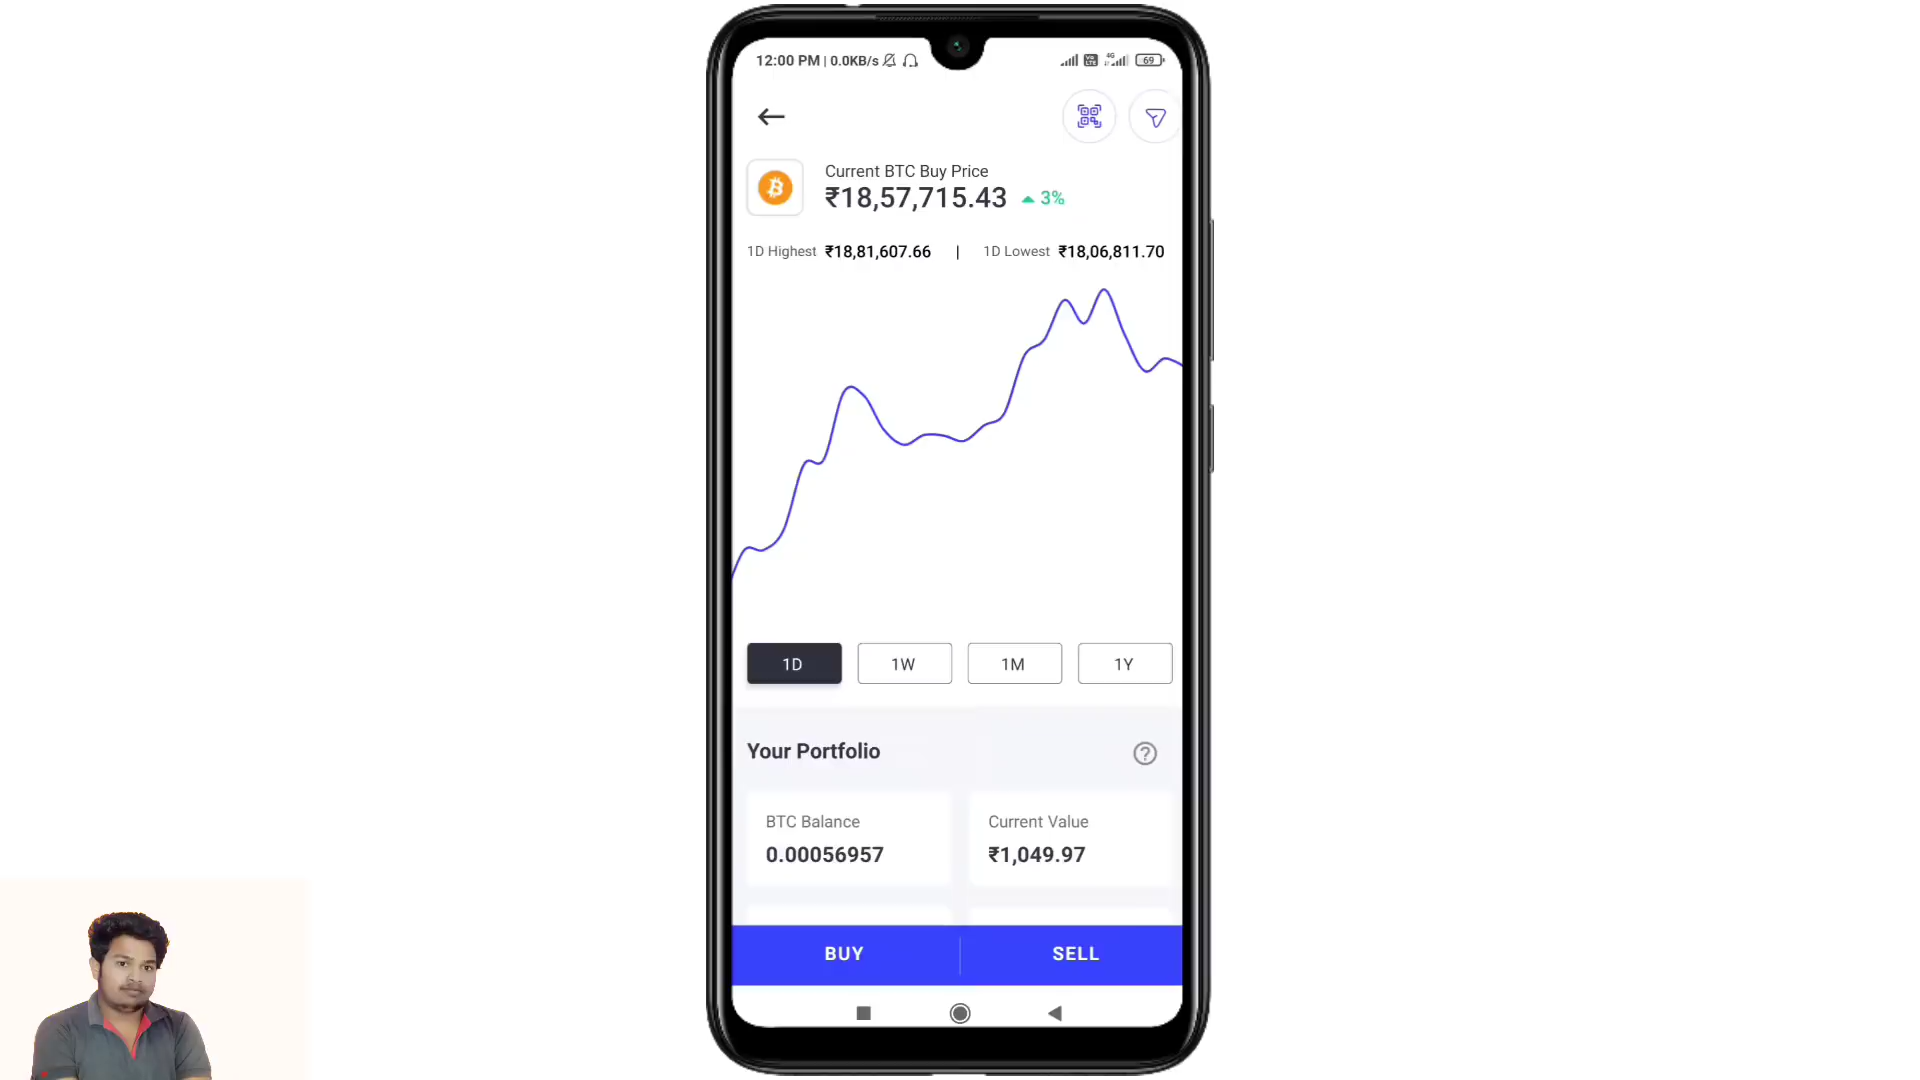 12:00 PM | 0.0KB/s 4G 69
Current BTC Buy Price
₹18,57,715.43 3%
1D Highest ₹18,81,607.66 | 1D Lowest ₹18,06,811.70
1D 1W 1M 1Y
Your Portfolio
BTC Balance Current Value
0.00056957 ₹1,049.97
BUY SELL